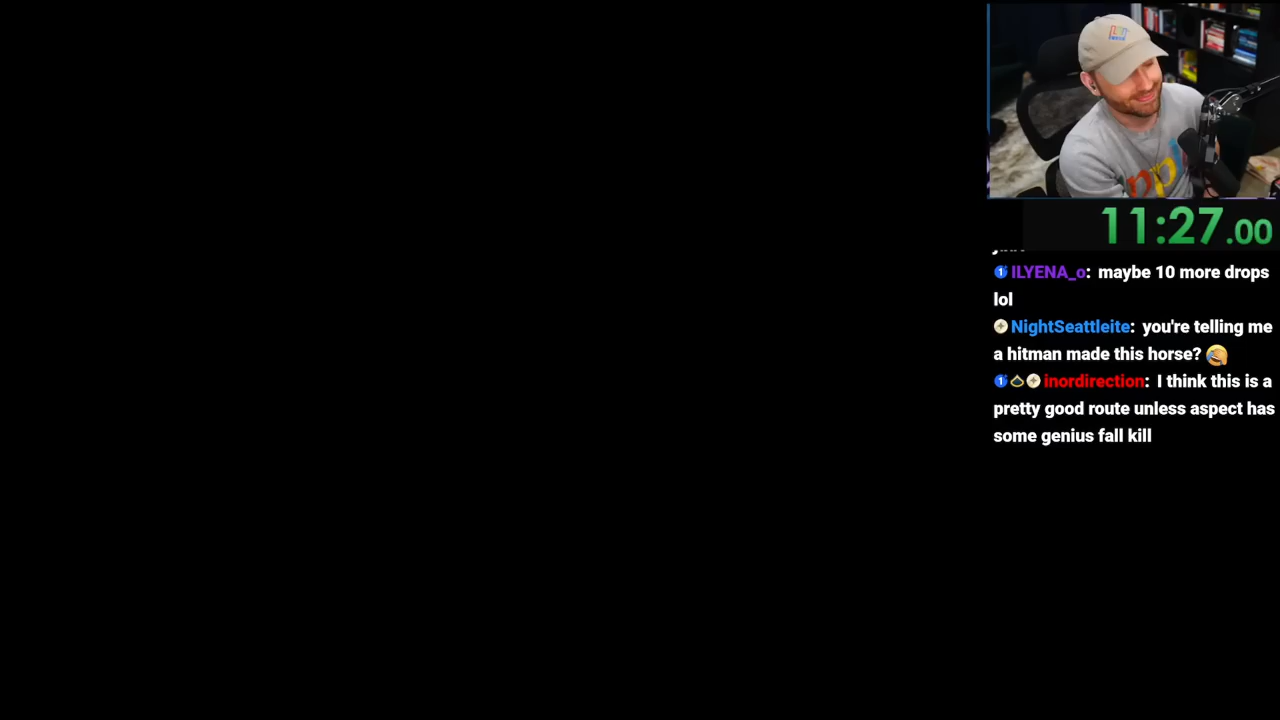 11:27.00
ILYENA_o: maybe 10 more drops
lol
NightSeattleite: you're telling me
a hitman made this horse?
inordirection: I think this is a
pretty good route unless aspect has
some genius fall kill